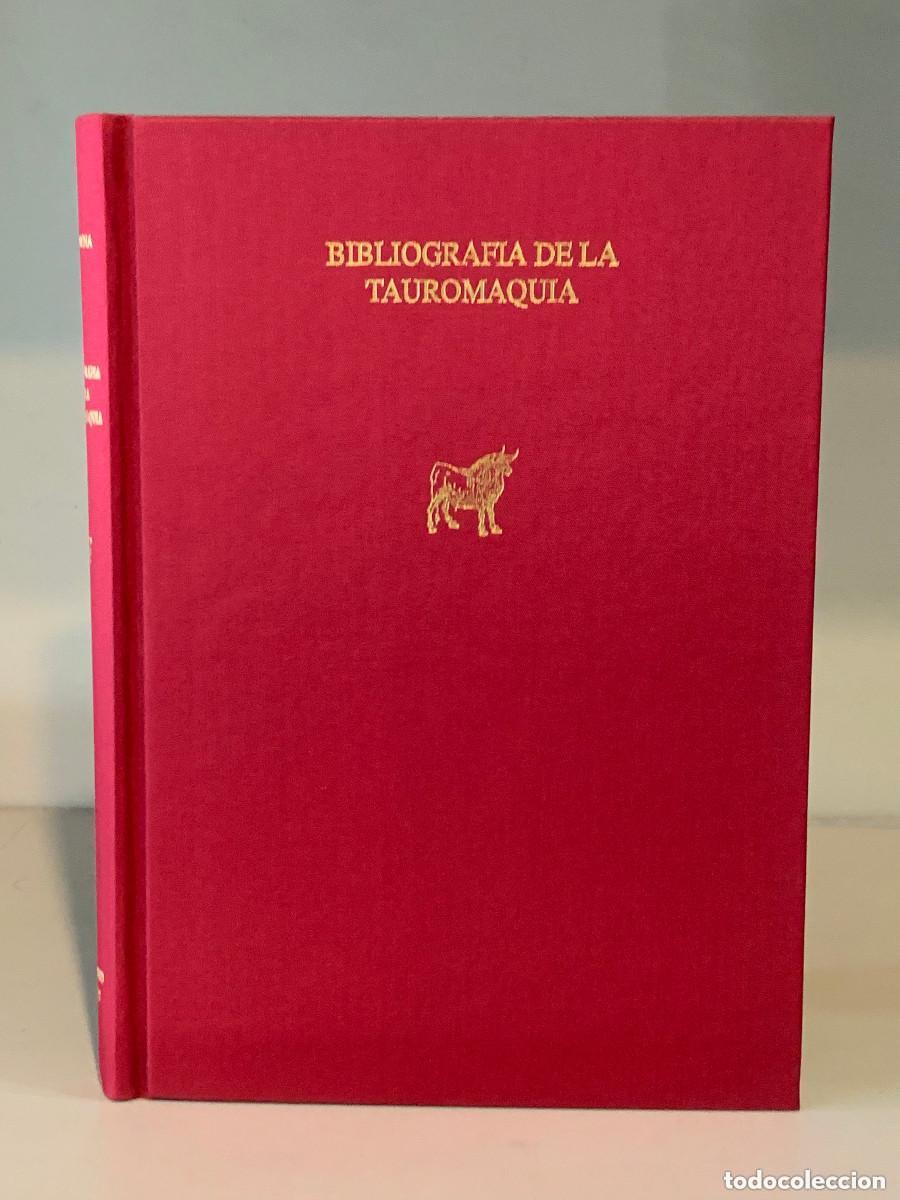 BIBLIOGRAFIA DE LA
TAUROMAQUIA
todocoleccion